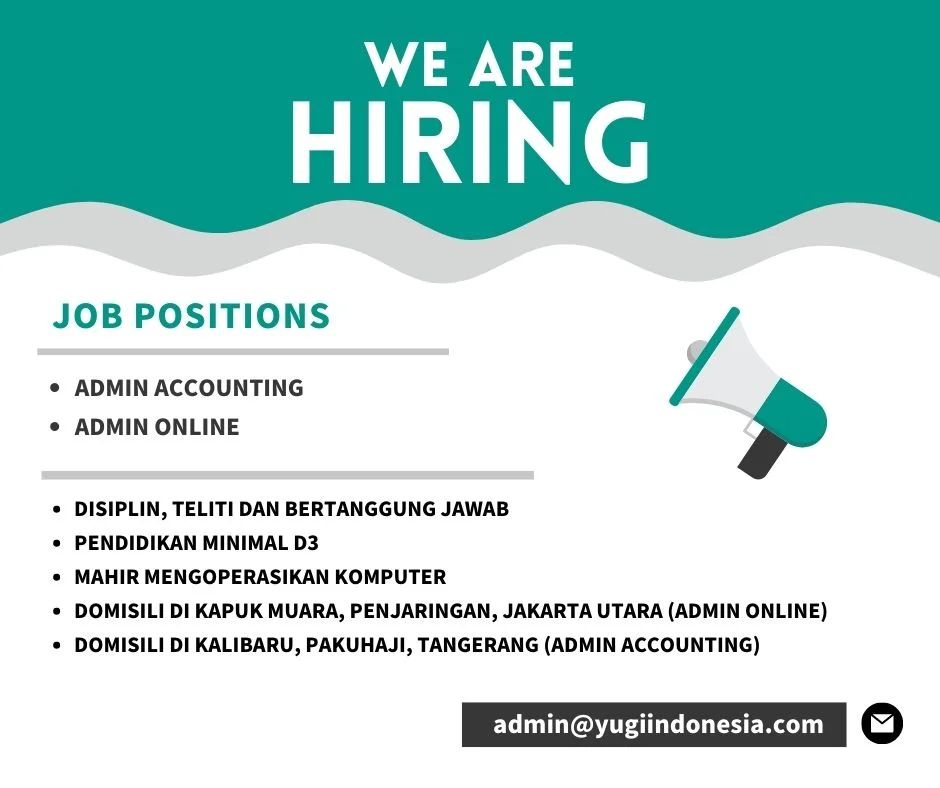 WE ARE
HIRING
JOB POSITIONS
• ADMIN ACCOUNTING
• ADMIN ONLINE
• DISIPLIN, TELITI DAN BERTANGGUNG JAWAB
• PENDIDIKAN MINIMAL D3
• MAHIR MENGOPERASIKAN KOMPUTER
• DOMISILI DI KAPUK MUARA, PENJARINGAN, JAKARTA UTARA (ADMIN ONLINE)
• DOMISILI DI KALIBARU, PAKUHAJI, TANGERANG (ADMIN ACCOUNTING)
admin@yugiindonesia.com